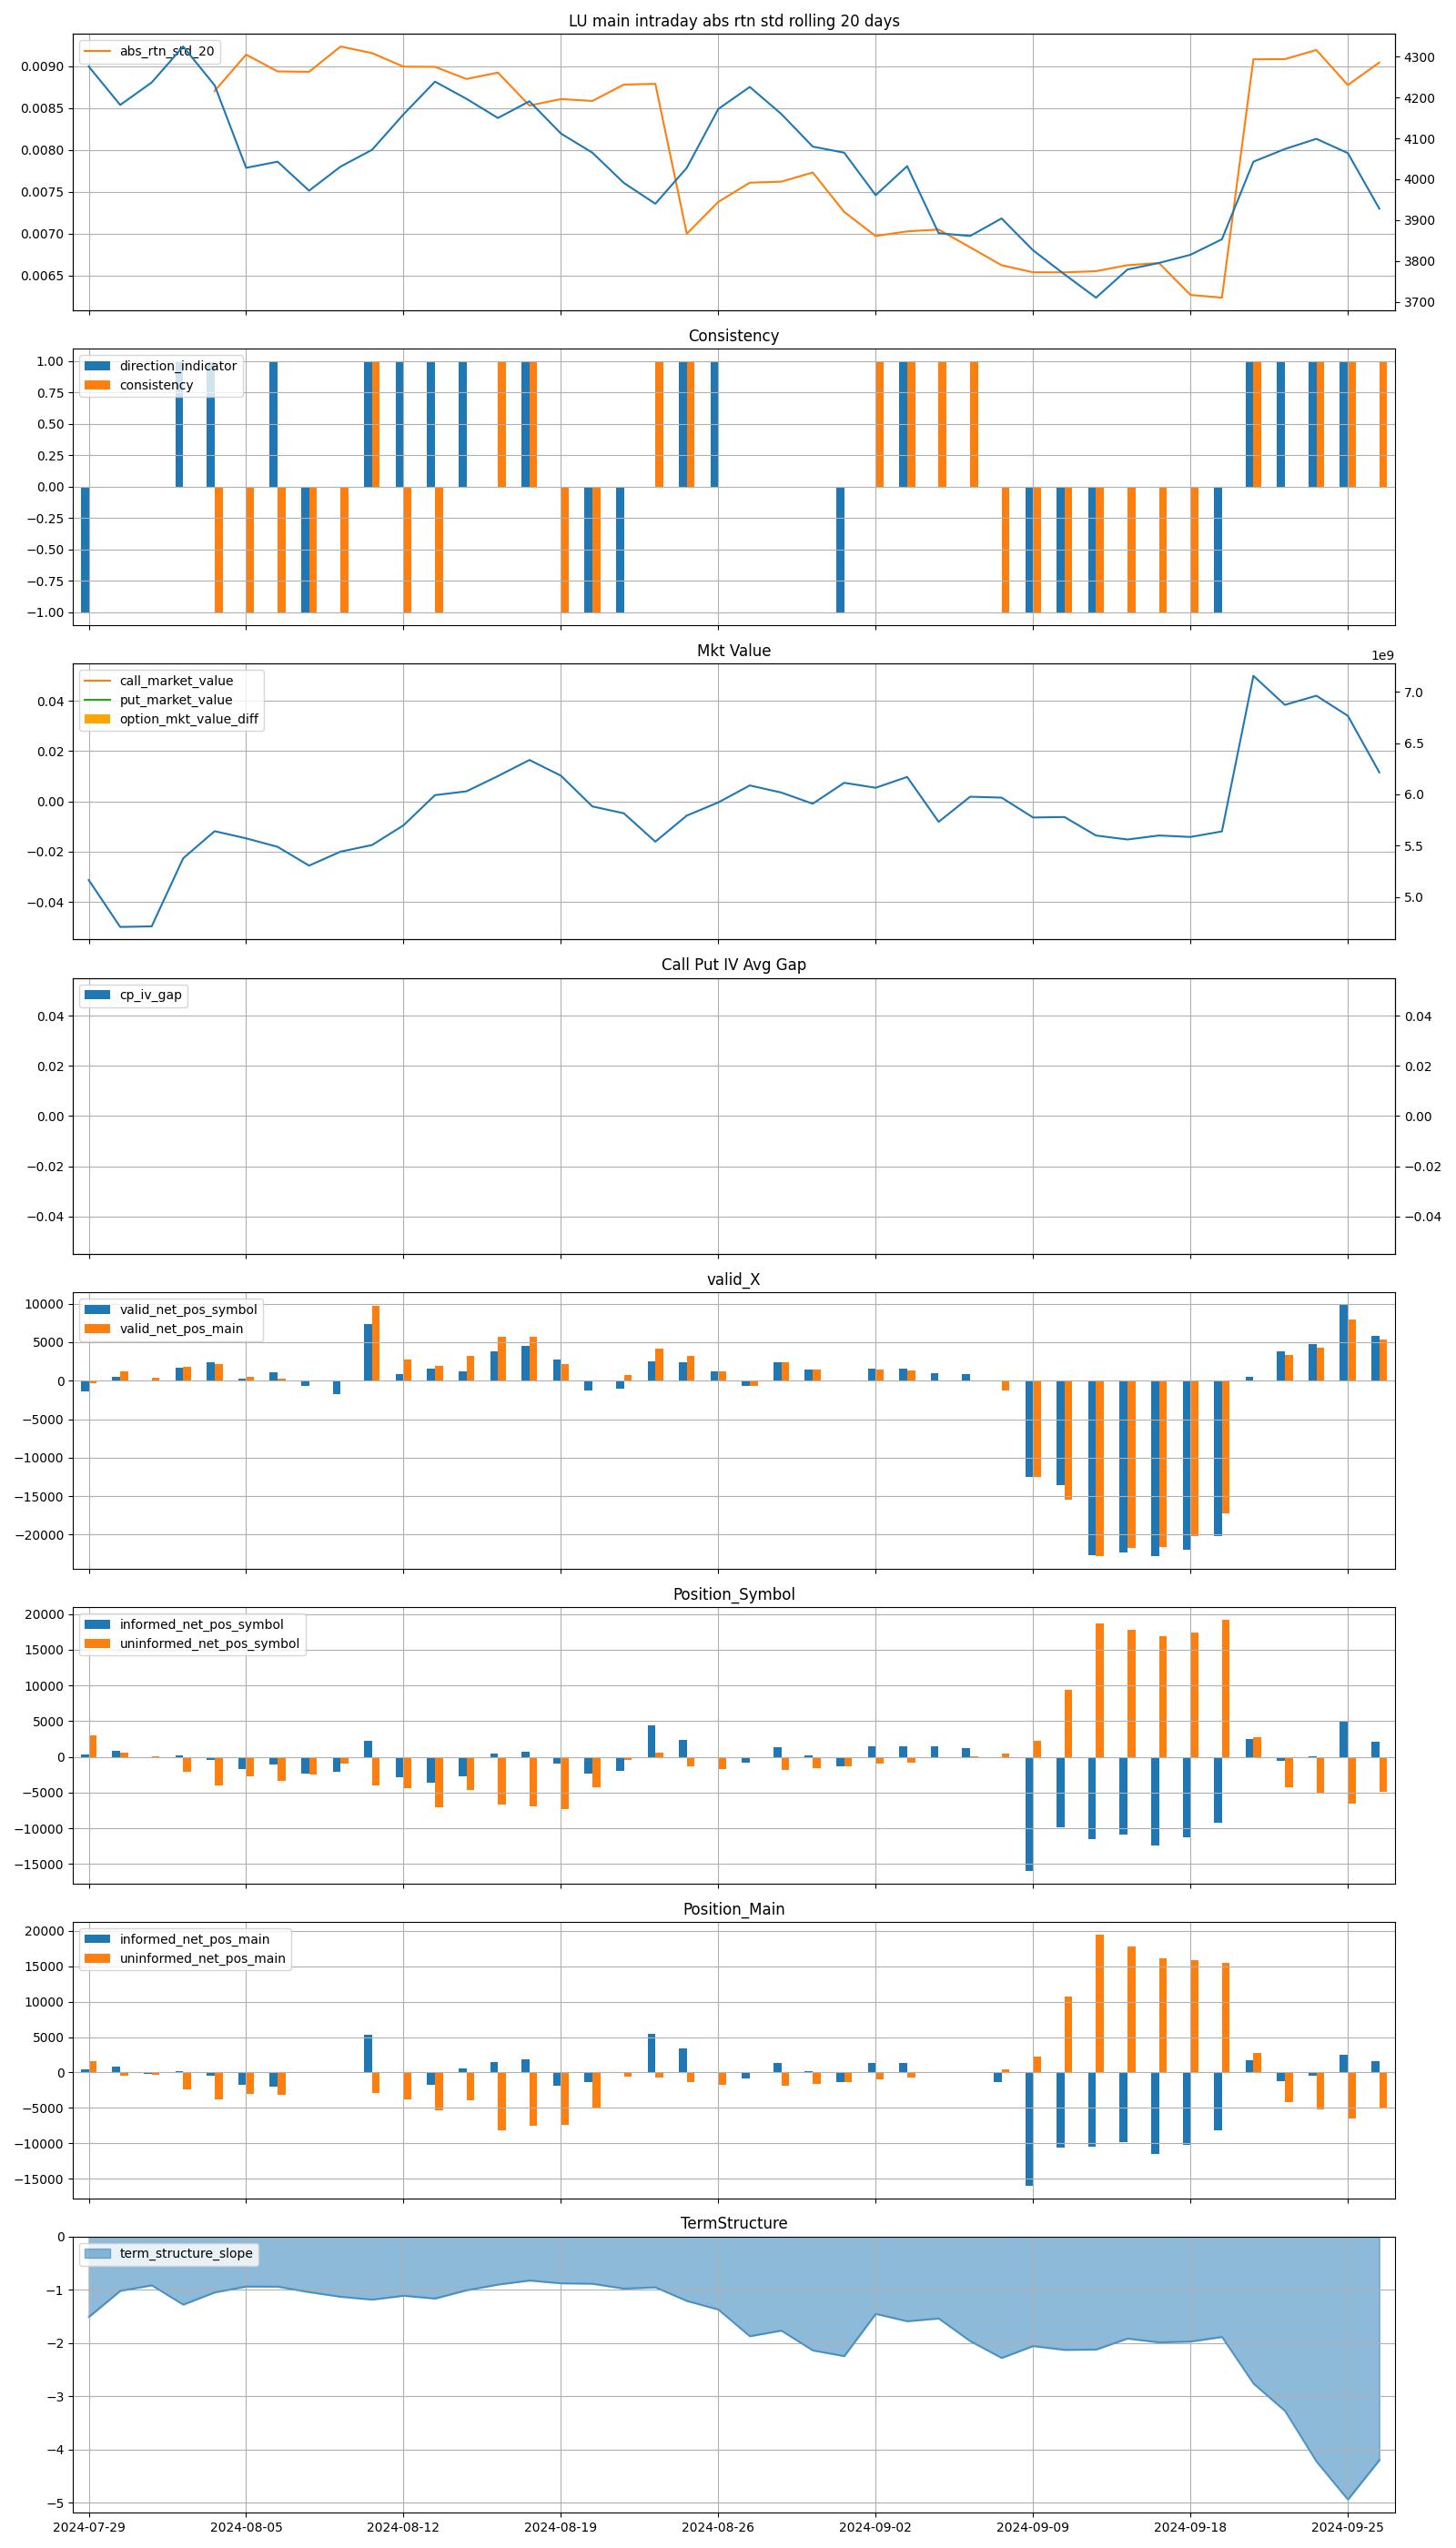 LU main intraday abs rtn std rolling 20 days
abs_rtn_std_20
0.0090
0.0085
0.0080
0.0075
0.0070
0.0065
4300
4200
4100
4000
3900
3800
3700
Consistency
direction_indicator
consistency
1.00
0.75
0.50
0.25
0.00
−0.25
−0.50
−0.75
−1.00
Mkt Value
1e9
call_market_value
put_market_value
option_mkt_value_diff
0.04
0.02
0.00
−0.02
−0.04
7.0
6.5
6.0
5.5
5.0
Call Put IV Avg Gap
cp_iv_gap
0.04
0.02
0.00
−0.02
−0.04
0.04
0.02
0.00
−0.02
−0.04
valid_X
valid_net_pos_symbol
valid_net_pos_main
10000
5000
0
−5000
−10000
−15000
−20000
Position_Symbol
informed_net_pos_symbol
uninformed_net_pos_symbol
20000
15000
10000
5000
0
−5000
−10000
−15000
Position_Main
informed_net_pos_main
uninformed_net_pos_main
20000
15000
10000
5000
0
−5000
−10000
−15000
TermStructure
term_structure_slope
0
−1
−2
−3
−4
−5
2024-07-29 2024-08-05 2024-08-12 2024-08-19 2024-08-26 2024-09-02 2024-09-09 2024-09-18 2024-09-25